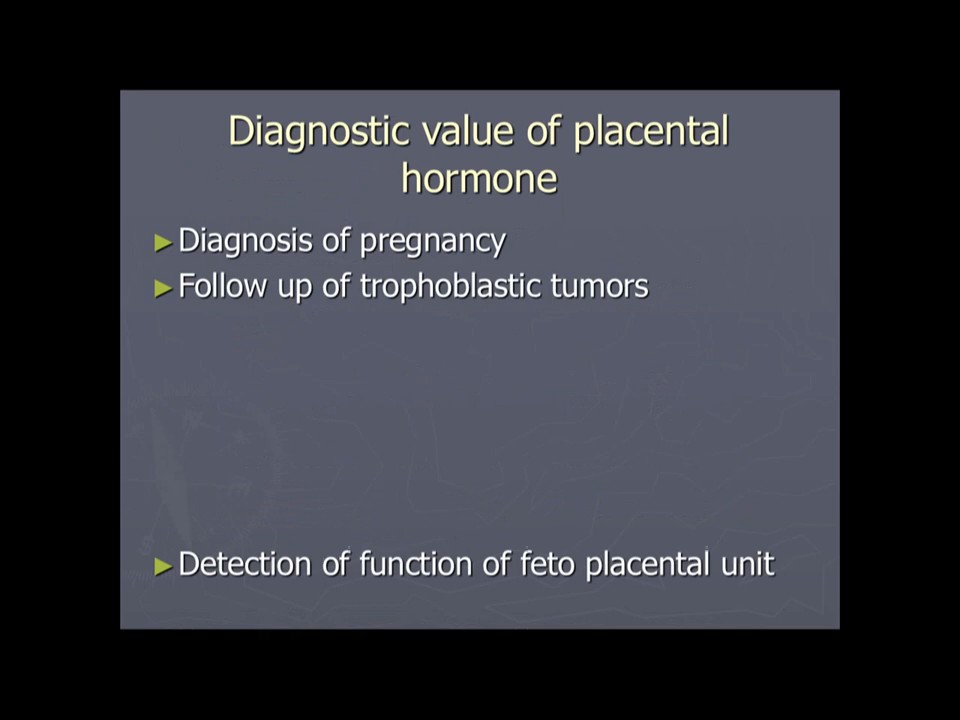 Diagnostic value of placental
hormone
► Diagnosis of pregnancy
► Follow up of trophoblastic tumors
► Detection of function of feto placental unit